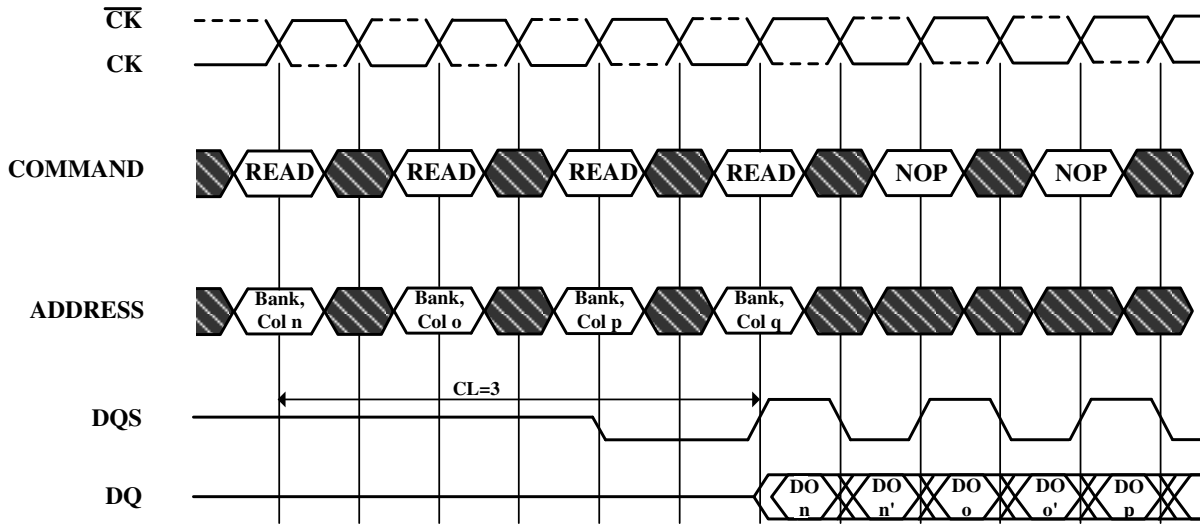 CK
CK
COMMAND READ READ READ READ NOP NOP
ADDRESS Bank, Col n Bank, Col o Bank, Col p Bank, Col q
CL=3
DQS
DQ DO n DO n' DO o DO o' DO p